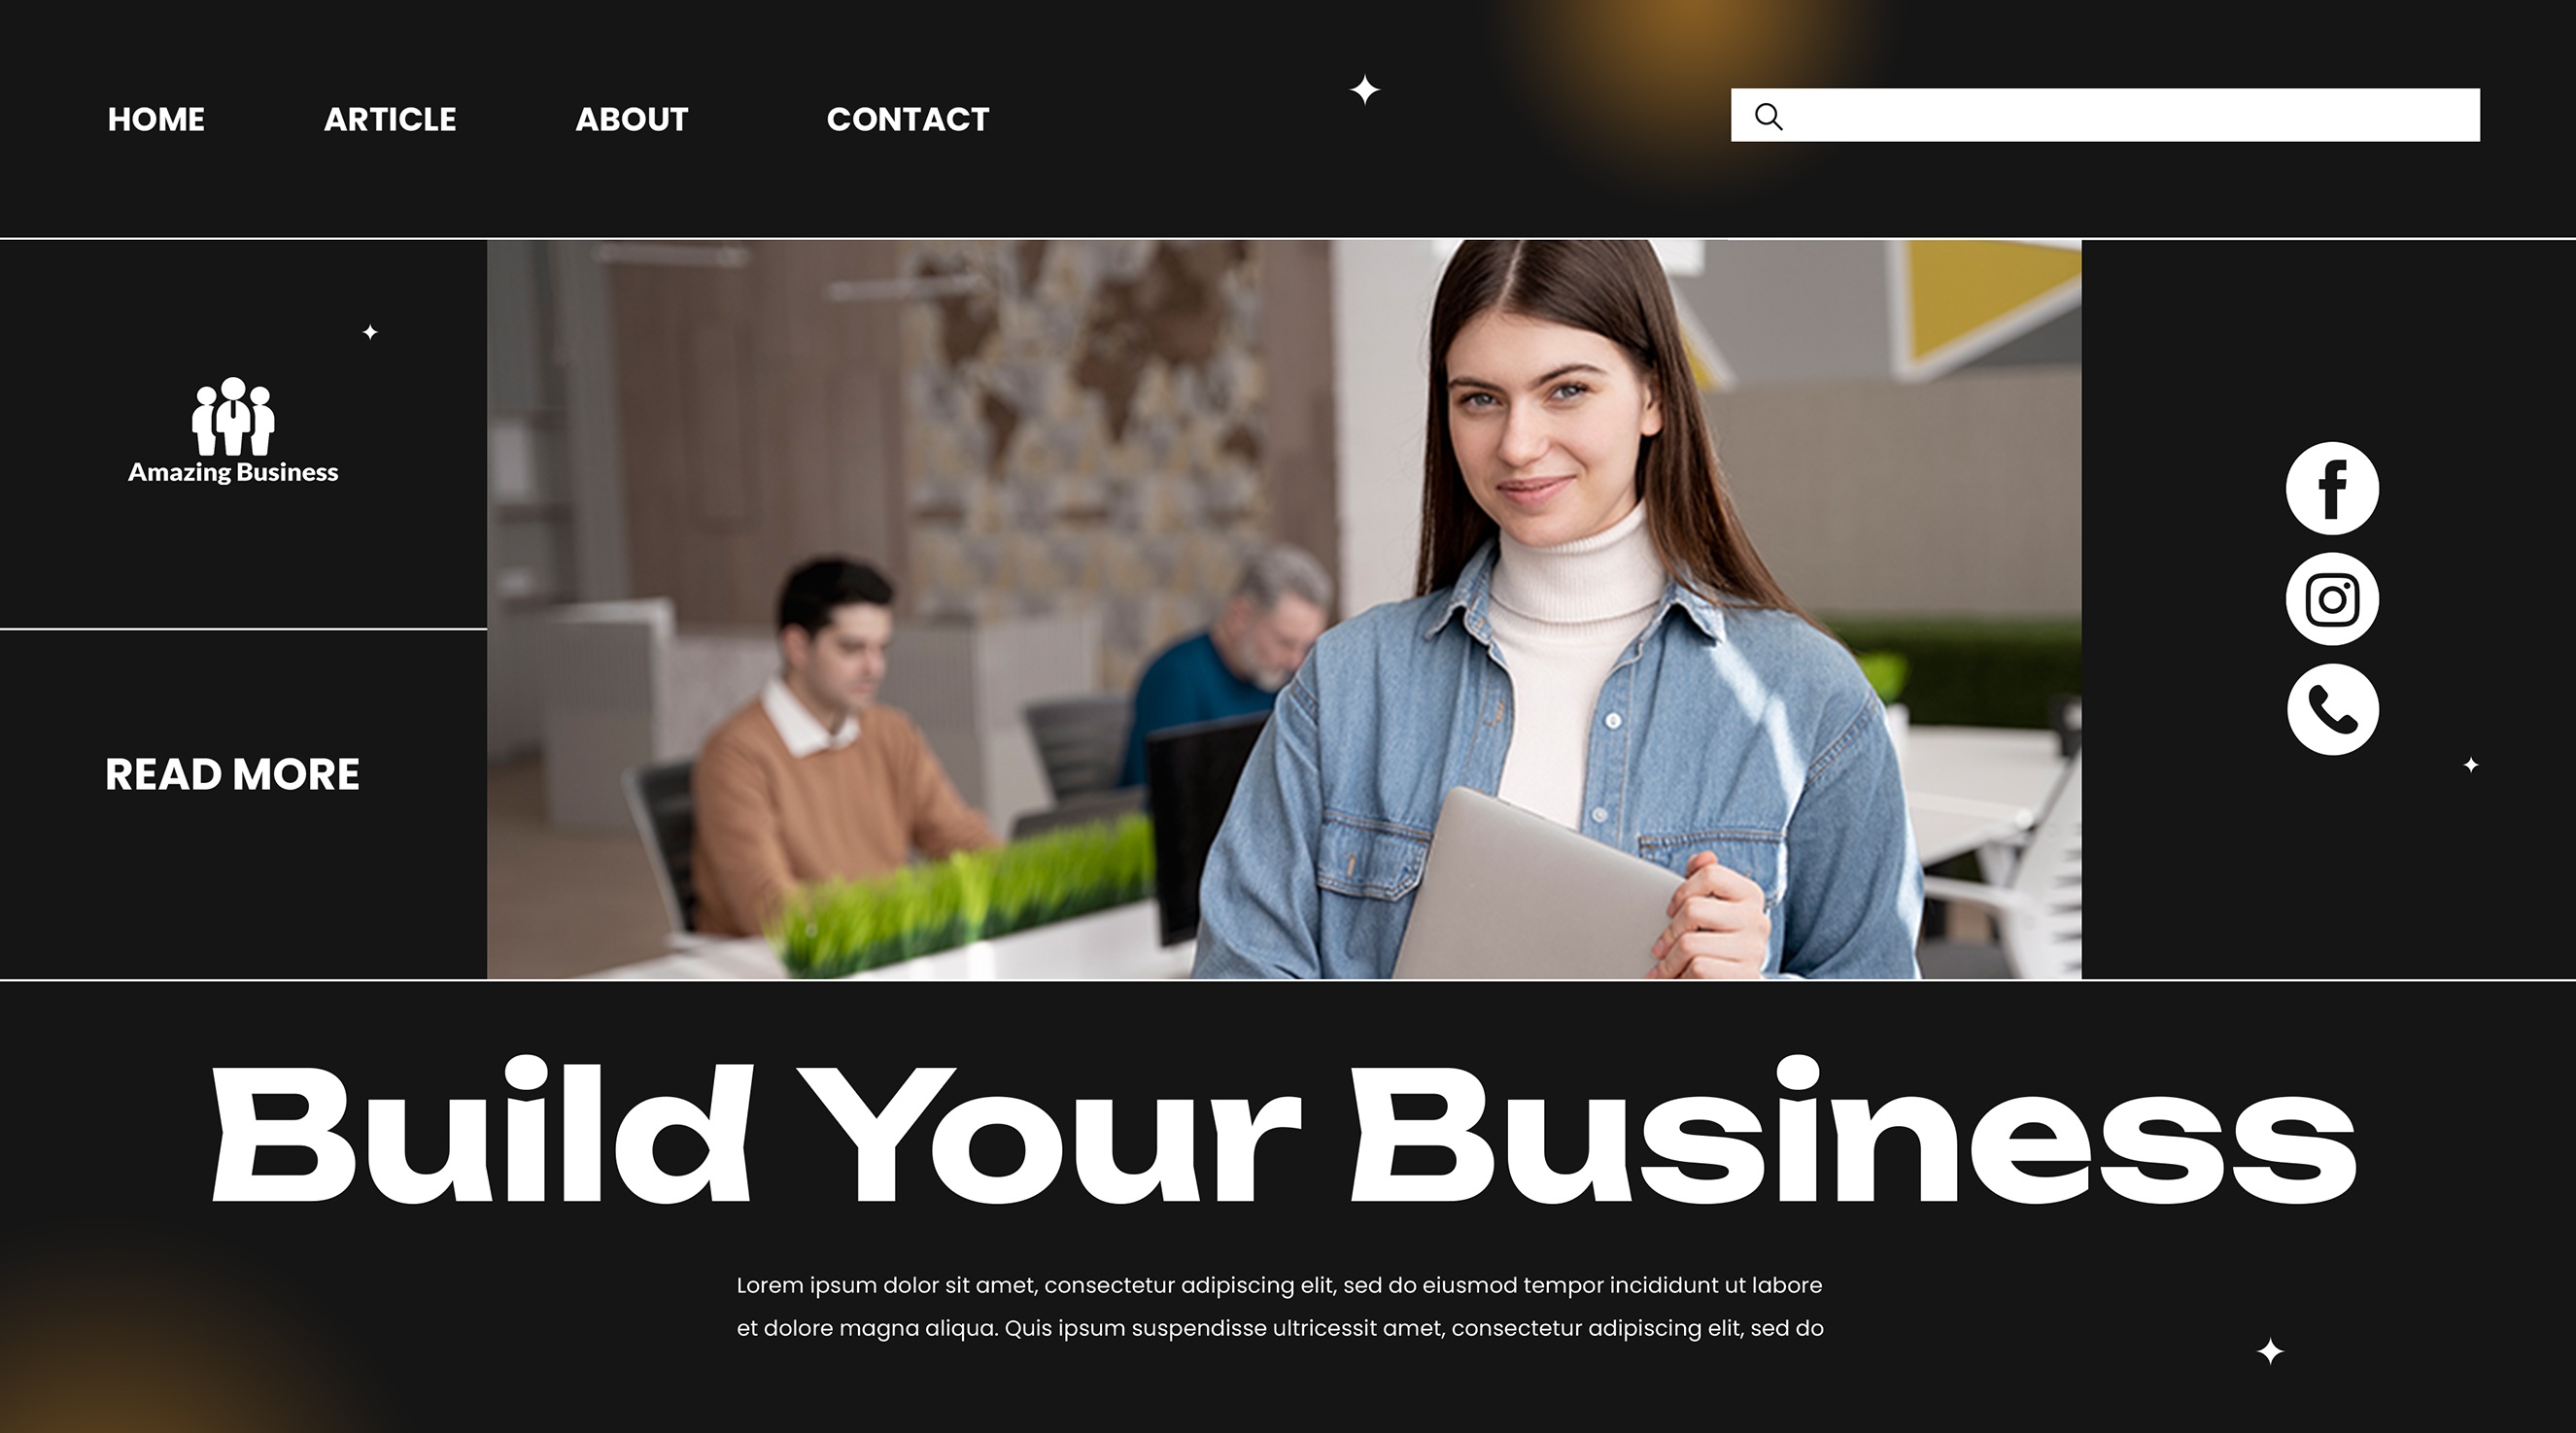 HOME ARTICLE ABOUT CONTACT
Amazing Business
READ MORE
Build Your Business
Lorem ipsum dolor sit amet, consectetur adipiscing elit, sed do eiusmod tempor incididunt ut labore
et dolore magna aliqua. Quis ipsum suspendisse ultricessit amet, consectetur adipiscing elit, sed do